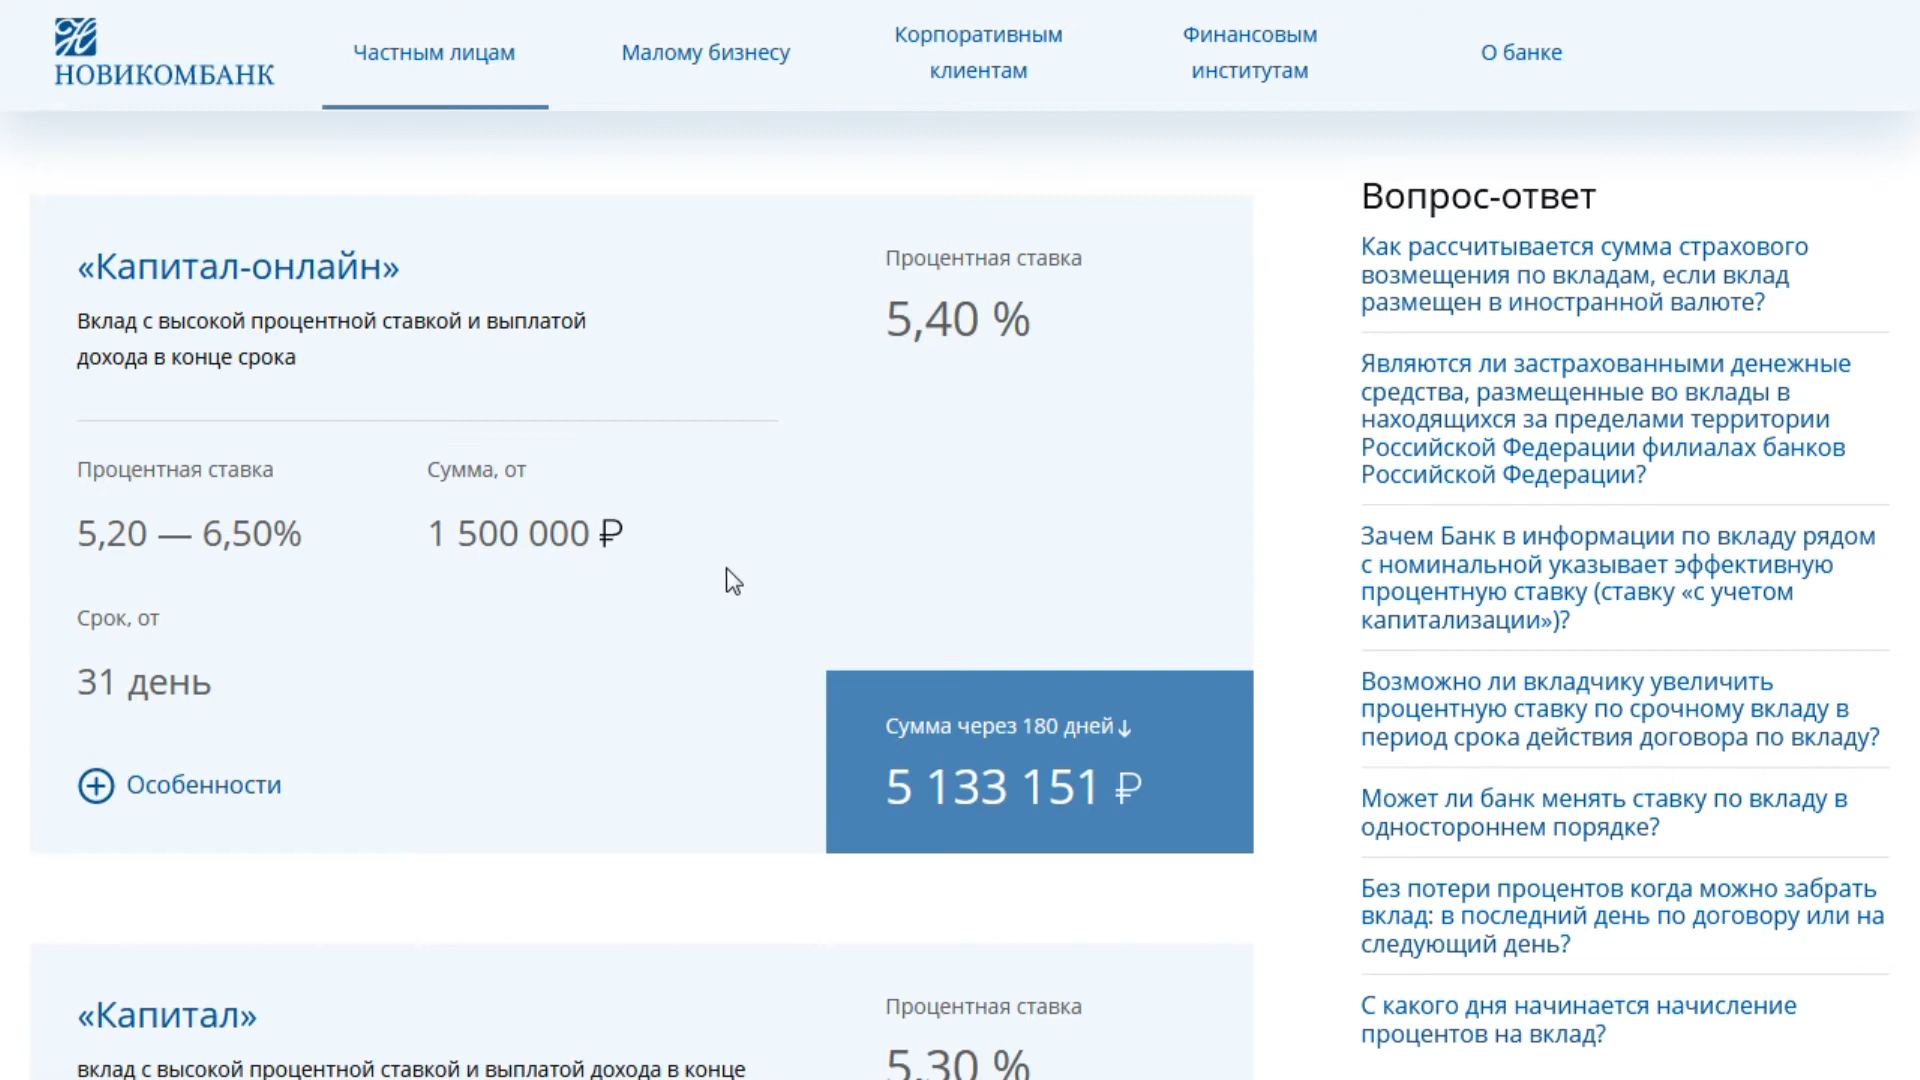 НОВИКОМБАНК
Частным лицам
Малому бизнесу
Корпоративным
клиентам
Финансовым
институтам
О банке
«Капитал-онлайн»
Вклад с высокой процентной ставкой и выплатой
дохода в конце срока
Процентная ставка
5,40 %
Процентная ставка
Сумма, от
5,20 — 6,50%
1 500 000 ₽
Срок, от
31 день
Особенности
Сумма через 180 дней↓
5 133 151 ₽
«Капитал»
вклад с высокой процентной ставкой и выплатой дохода в конце
Процентная ставка
5,30 %
Вопрос-ответ
Как рассчитывается сумма страхового
возмещения по вкладам, если вклад
размещен в иностранной валюте?
Являются ли застрахованными денежные
средства, размещенные во вклады в
находящихся за пределами территории
Российской Федерации филиалах банков
Российской Федерации?
Зачем Банк в информации по вкладу рядом
с номинальной указывает эффективную
процентную ставку (ставку «с учетом
капитализации»)?
Возможно ли вкладчику увеличить
процентную ставку по срочному вкладу в
период срока действия договора по вкладу?
Может ли банк менять ставку по вкладу в
одностороннем порядке?
Без потери процентов когда можно забрать
вклад: в последний день по договору или на
следующий день?
С какого дня начинается начисление
процентов на вклад?